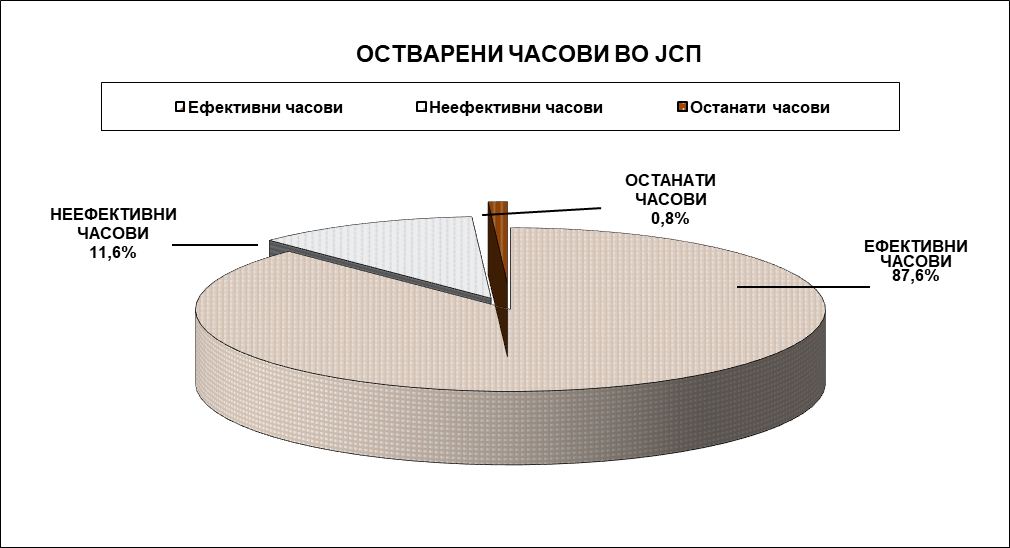 ОСТВАРЕНИ ЧАСОВИ ВО ЈСП
Ефективни часови
Неефективни часови
Останати часови
НЕЕФЕКТИВНИ
ЧАСОВИ
11,6%
ОСТАНАТИ
ЧАСОВИ
0,8%
ЕФЕКТИВНИ
ЧАСОВИ
87,6%